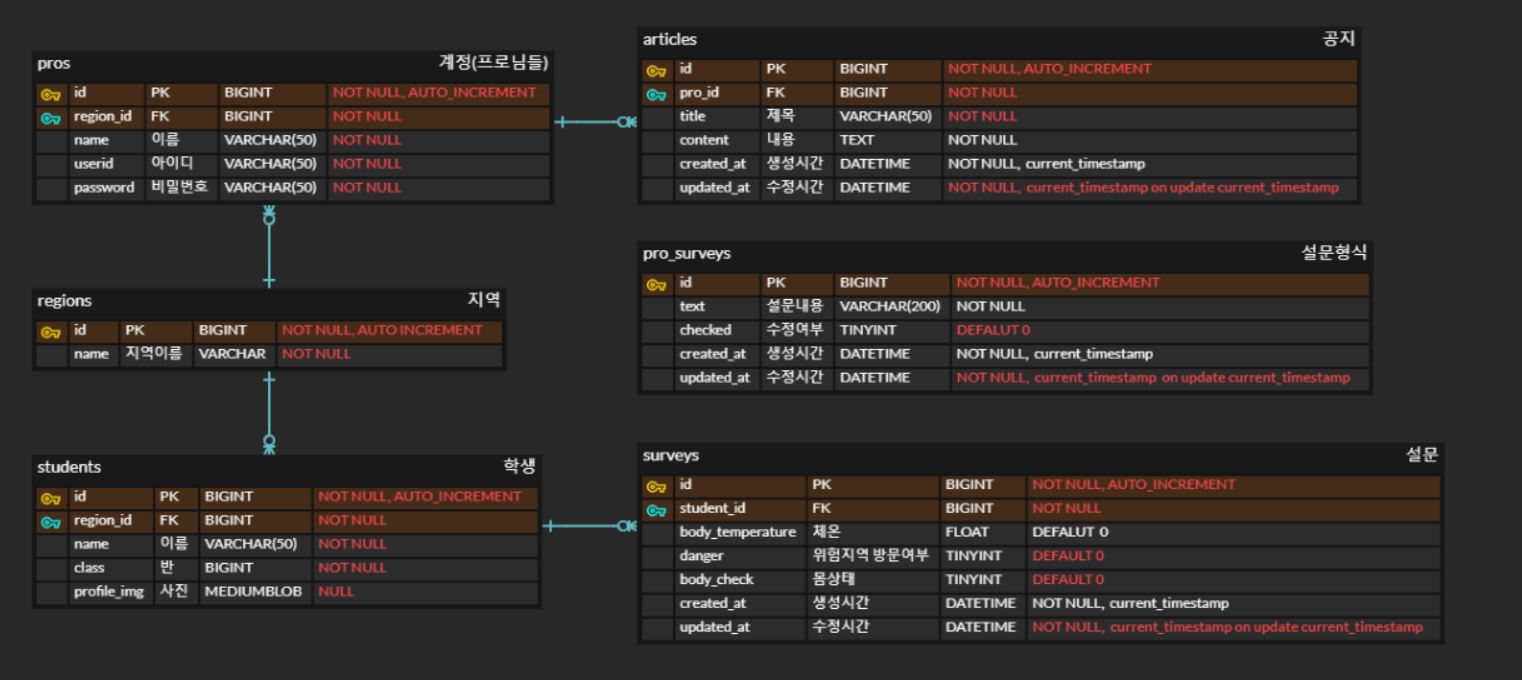 pros 계정(프로님들)
id PK BIGINT NOT NULL, AUTO_INCREMENT
region_id FK BIGINT NOT NULL
name 이름 VARCHAR(50) NOT NULL
userid 아이디 VARCHAR(50) NOT NULL
password 비밀번호 VARCHAR(50) NOT NULL
articles 공지
id PK BIGINT NOT NULL, AUTO_INCREMENT
pro_id FK BIGINT NOT NULL
title 제목 VARCHAR(50) NOT NULL
content 내용 TEXT NOT NULL
created_at 생성시간 DATETIME NOT NULL, current_timestamp
updated_at 수정시간 DATETIME NOT NULL, current_timestamp on update current_timestamp
regions 지역
id PK BIGINT NOT NULL, AUTO INCREMENT
name 지역이름 VARCHAR NOT NULL
pro_surveys 설문형식
id PK BIGINT NOT NULL, AUTO_INCREMENT
text 설문내용 VARCHAR(200) NOT NULL
checked 수정여부 TINYINT DEFALUT 0
created_at 생성시간 DATETIME NOT NULL, current_timestamp
updated_at 수정시간 DATETIME NOT NULL, current_timestamp on update current_timestamp
students 학생
id PK BIGINT NOT NULL, AUTO_INCREMENT
region_id FK BIGINT NOT NULL
name 이름 VARCHAR(50) NOT NULL
class 반 BIGINT NOT NULL
profile_img 사진 MEDIUMBLOB NULL
surveys 설문
id PK BIGINT NOT NULL, AUTO_INCREMENT
student_id FK BIGINT NOT NULL
body_temperature 체온 FLOAT DEFALUT 0
danger 위험지역 방문여부 TINYINT DEFAULT 0
body_check 몸상태 TINYINT DEFAULT 0
created_at 생성시간 DATETIME NOT NULL, current_timestamp
updated_at 수정시간 DATETIME NOT NULL, current_timestamp on update current_timestamp